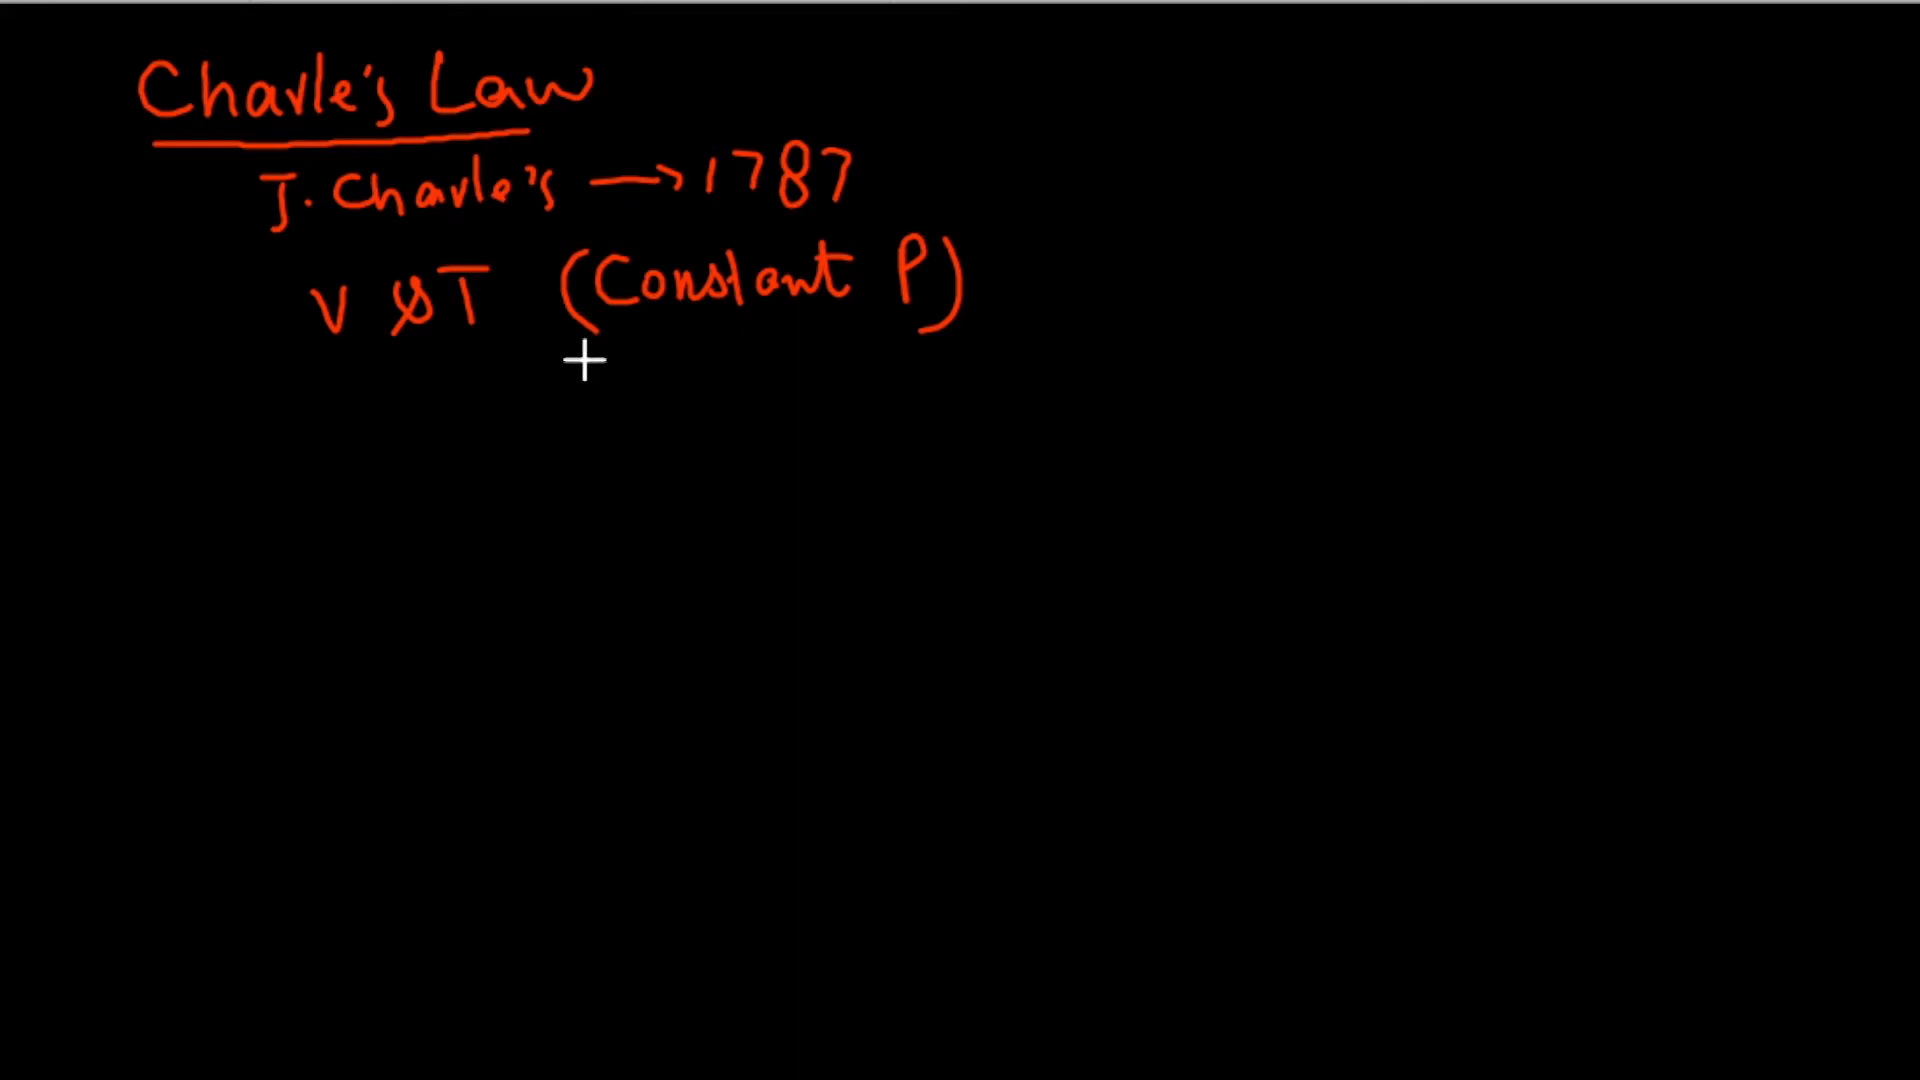 Charle's Law
J. Charle's → 1787
V ∝ T (Constant P)